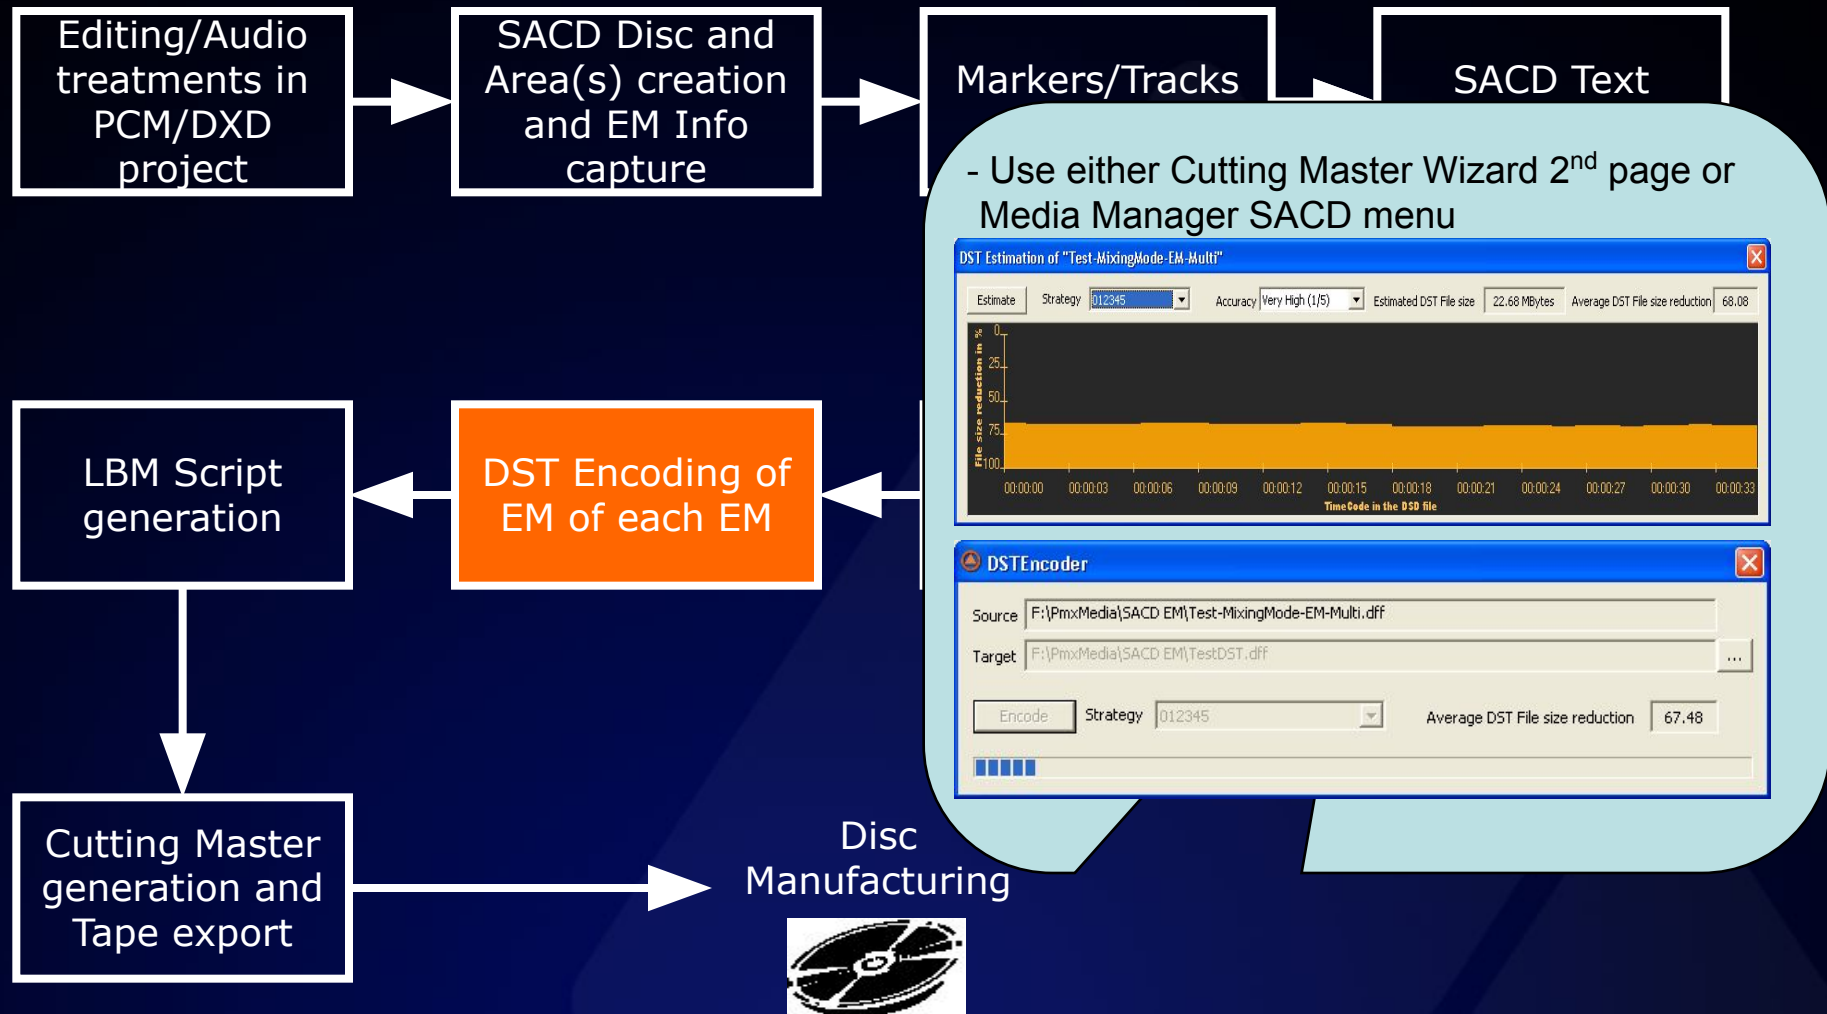 Editing/Audio
treatments in
PCM/DXD
project
SACD Disc and
Area(s) creation
and EM Info
capture
Markers/Tracks
SACD Text
- Use either Cutting Master Wizard 2nd page or
Media Manager SACD menu
DST Estimation of "Test-MixingMode-EM-Multi"
Estimate Strategy 012345 Accuracy Very High (1/5) Estimated DST File size 22.68 MBytes Average DST File size reduction 68.08
File size reduction in %
0
25
50
75
100
00:00:00 00:00:03 00:00:06 00:00:09 00:00:12 00:00:15 00:00:18 00:00:21 00:00:24 00:00:27 00:00:30 00:00:33
TimeCode in the DSD file
DSTEncoder
Source F:\PmxMedia\SACD EM\Test-MixingMode-EM-Multi.dff
Target F:\PmxMedia\SACD EM\TestDST.dff ...
Encode Strategy 012345 Average DST File size reduction 67.48
DST Encoding of
EM of each EM
LBM Script
generation
Cutting Master
generation and
Tape export
Disc
Manufacturing